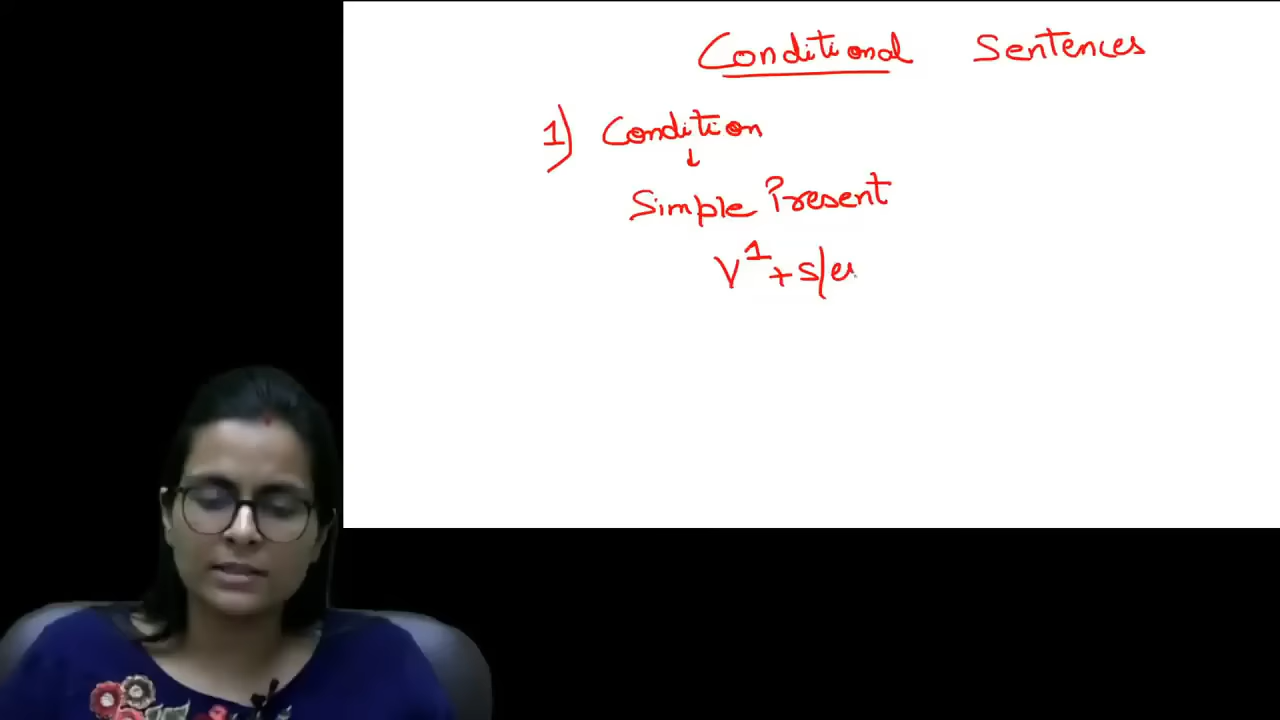 Conditional Sentences
1) Condition
↓
Simple Present
V¹ + s/es